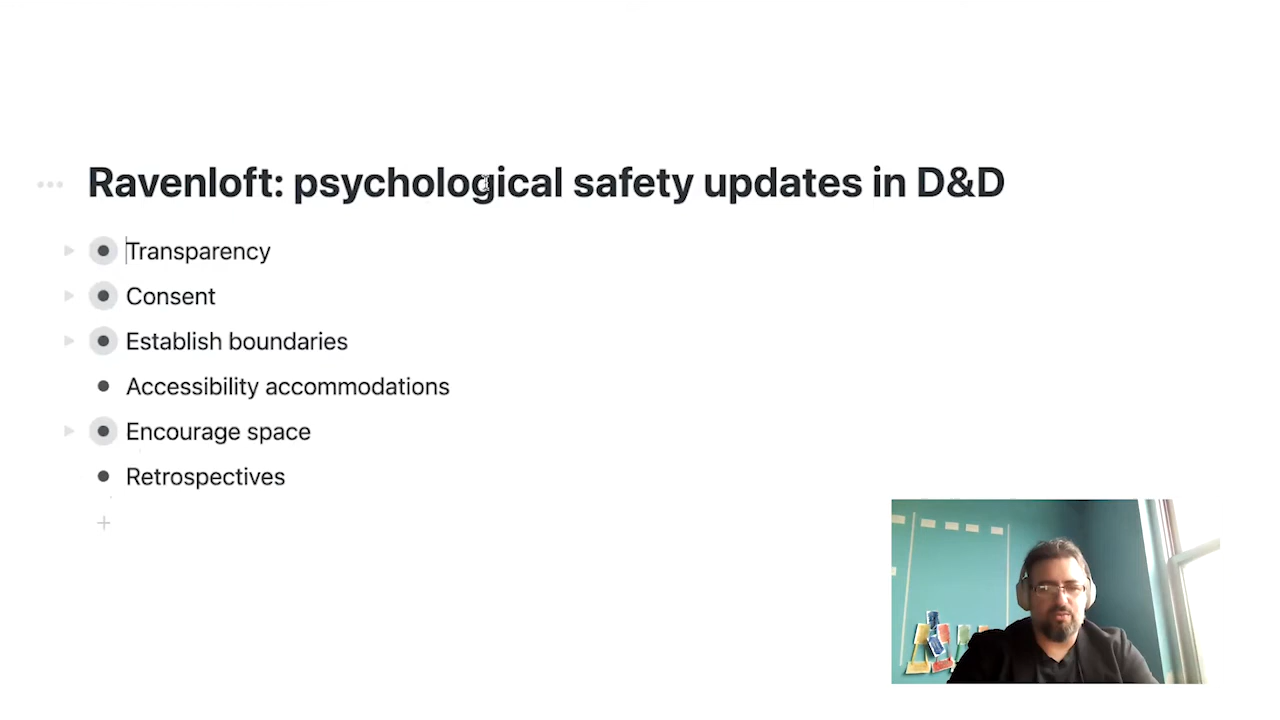 Ravenloft: psychological safety updates in D&D
Transparency
Consent
Establish boundaries
Accessibility accommodations
Encourage space
Retrospectives